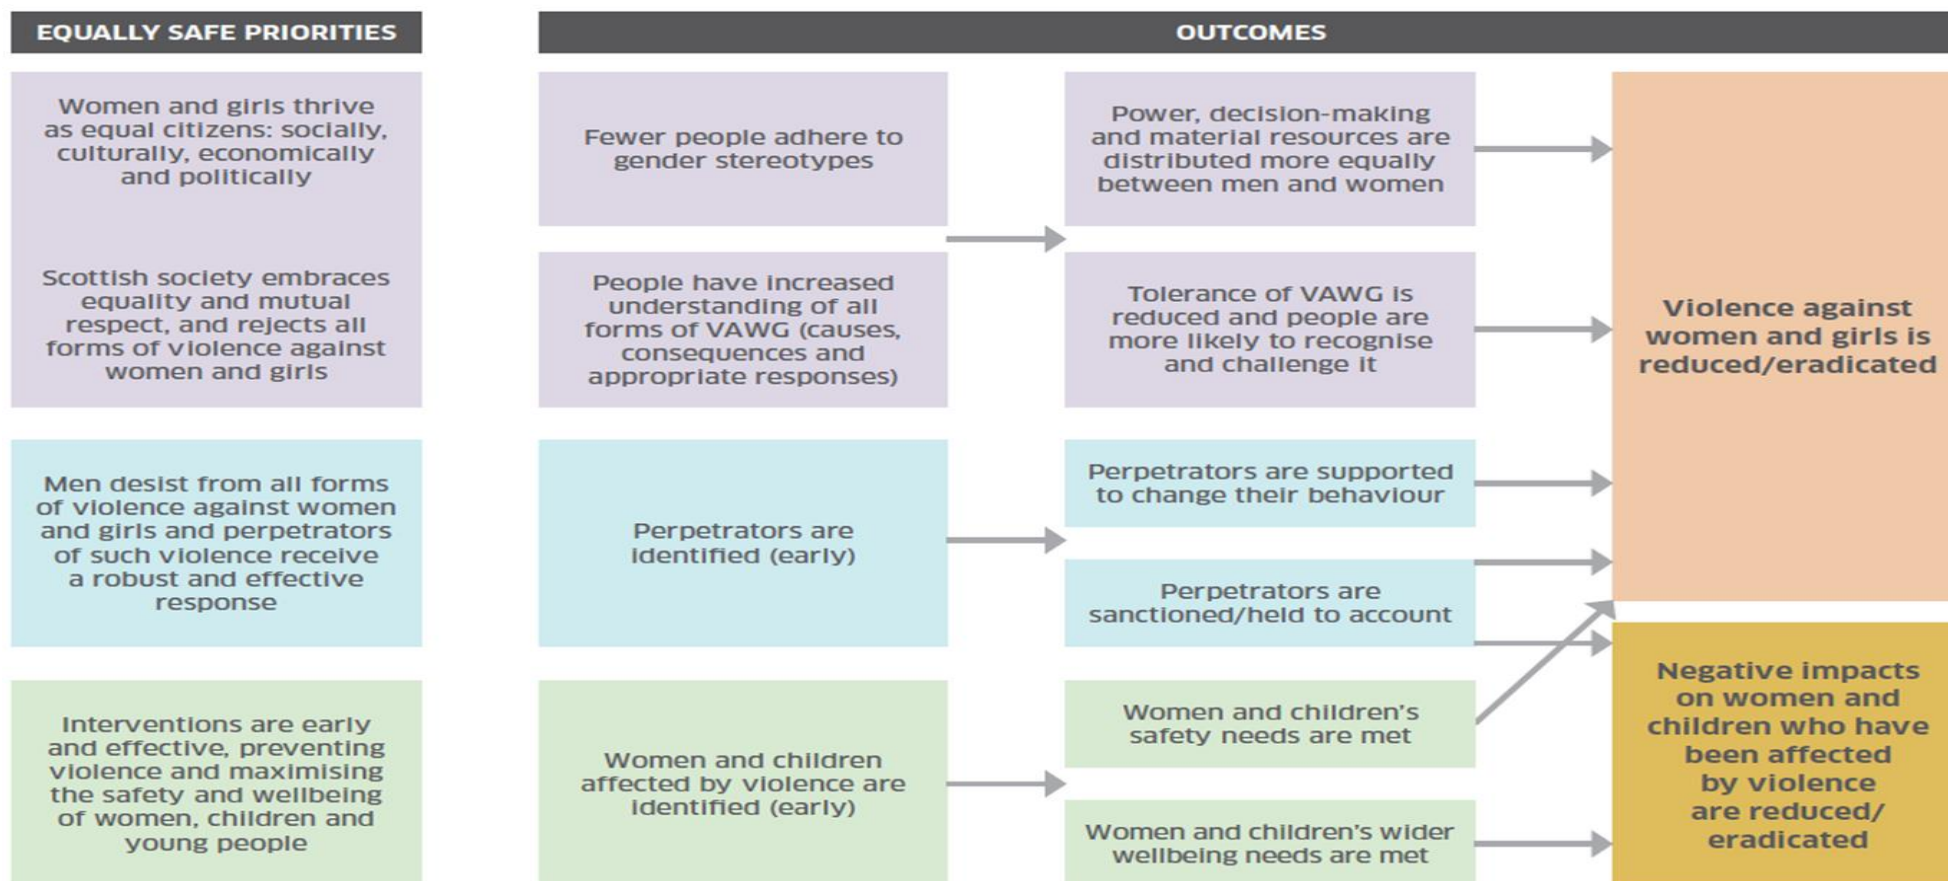 EQUALLY SAFE PRIORITIES
OUTCOMES
Women and girls thrive
as equal citizens: socially,
culturally, economically
and politically
Scottish society embraces
equality and mutual
respect, and rejects all
forms of violence against
women and girls
Fewer people adhere to
gender stereotypes
People have increased
understanding of all
forms of VAWG (causes,
consequences and
appropriate responses)
Power, decision-making
and material resources are
distributed more equally
between men and women
Tolerance of VAWG is
reduced and people are
more likely to recognise
and challenge it
Violence against
women and girls is
reduced/eradicated
Men desist from all forms
of violence against women
and girls and perpetrators
of such violence receive
a robust and effective
response
Perpetrators are
identified (early)
Perpetrators are supported
to change their behaviour
Perpetrators are
sanctioned/held to account
Interventions are early
and effective, preventing
violence and maximising
the safety and wellbeing
of women, children and
young people
Women and children
affected by violence are
identified (early)
Women and children's
safety needs are met
Women and children's wider
wellbeing needs are met
Negative impacts
on women and
children who have
been affected
by violence
are reduced/
eradicated